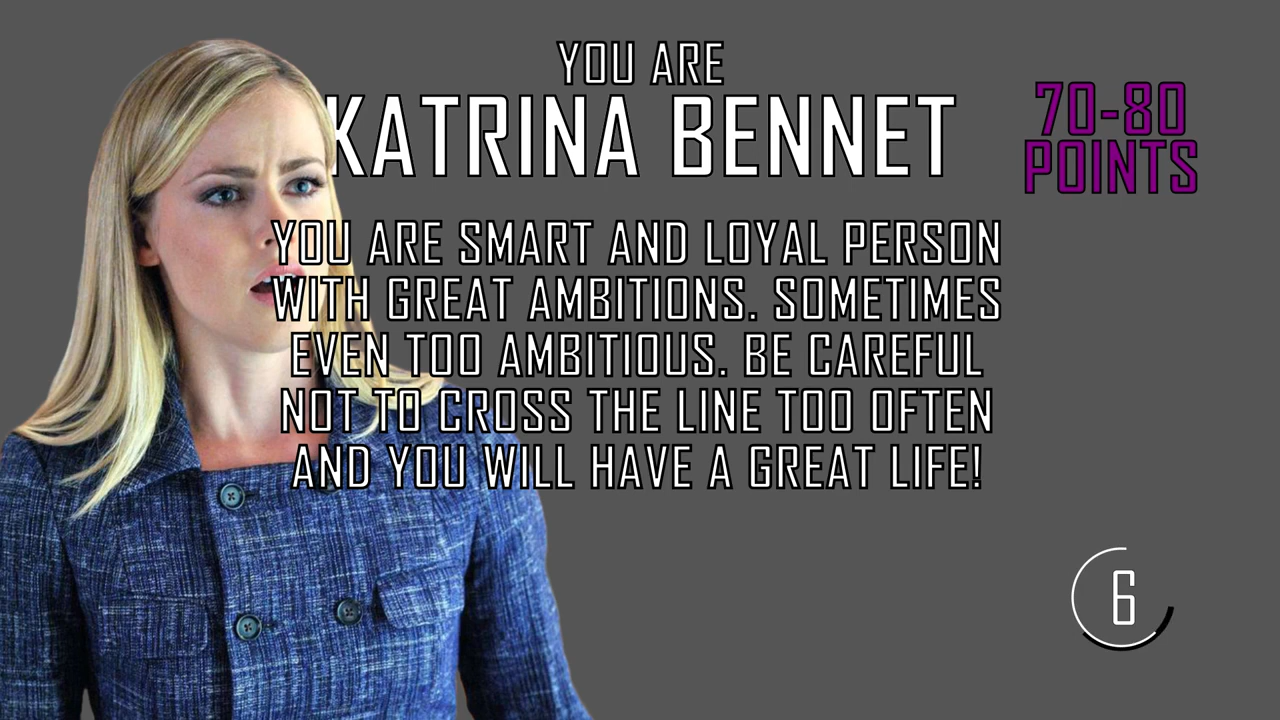 YOU ARE
KATRINA BENNET
70-80
POINTS
YOU ARE SMART AND LOYAL PERSON
WITH GREAT AMBITIONS. SOMETIMES
EVEN TOO AMBITIOUS. BE CAREFUL
NOT TO CROSS THE LINE TOO OFTEN
AND YOU WILL HAVE A GREAT LIFE!
6